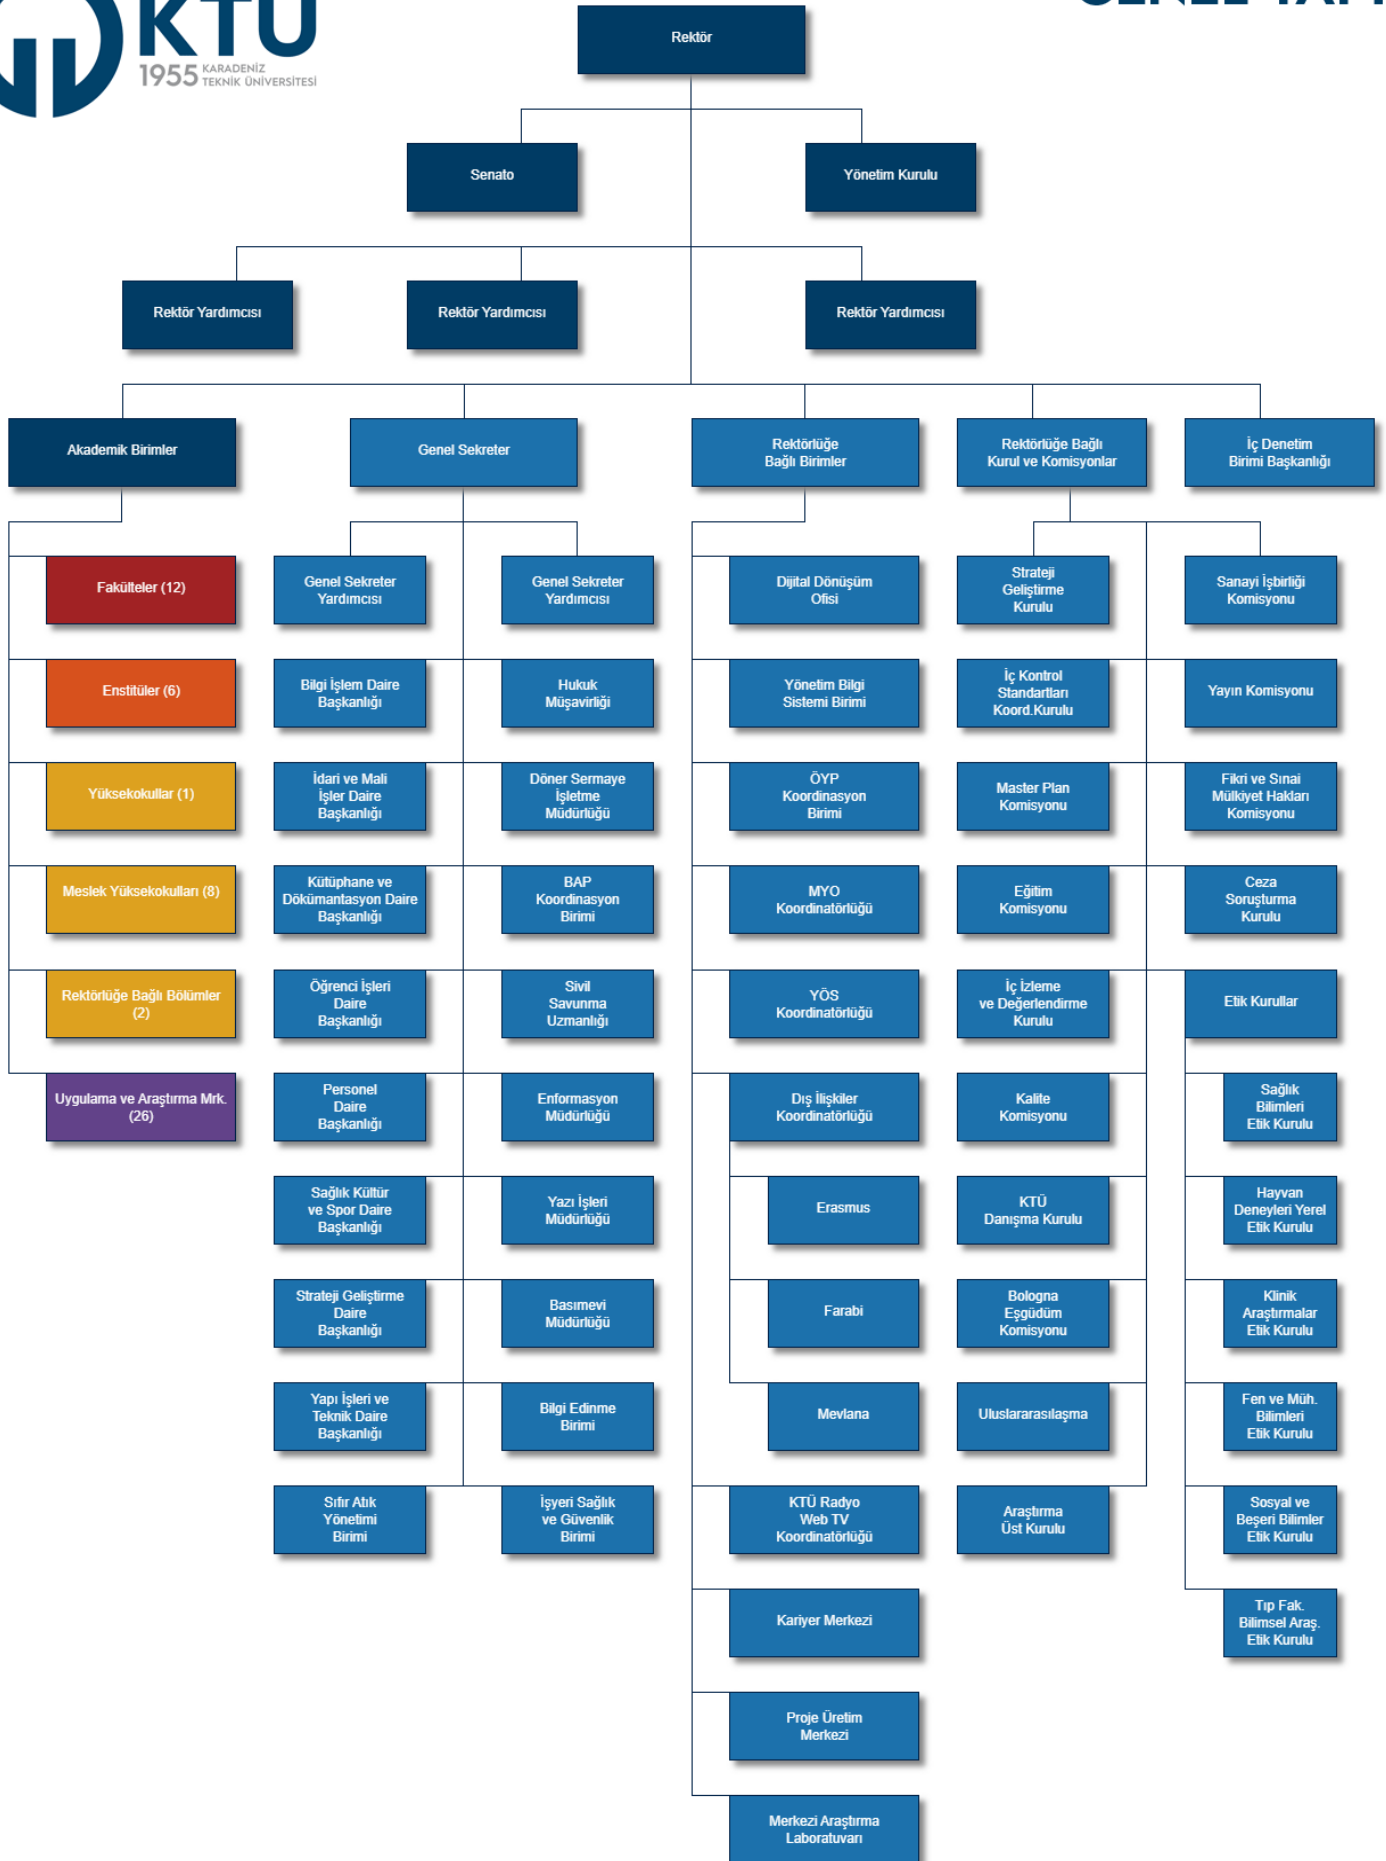 KTÜ
1955 KARADENİZ
TEKNİK ÜNİVERSİTESİ
Rektör
Senato
Yönetim Kurulu
Rektör Yardımcısı
Rektör Yardımcısı
Rektör Yardımcısı
Akademik Birimler
Genel Sekreter
Rektörlüğe
Bağlı Birimler
Rektörlüğe Bağlı
Kurul ve Komisyonlar
İç Denetim
Birimi Başkanlığı
Fakülteler (12)
Enstitüler (6)
Yüksekokullar (1)
Meslek Yüksekokulları (8)
Rektörlüğe Bağlı Bölümler
(2)
Uygulama ve Araştırma Mrk.
(26)
Genel Sekreter
Yardımcısı
Bilgi İşlem Daire
Başkanlığı
İdari ve Mali
İşler Daire
Başkanlığı
Kütüphane ve
Dökümantasyon Daire
Başkanlığı
Öğrenci İşleri
Daire
Başkanlığı
Personel
Daire
Başkanlığı
Sağlık Kültür
ve Spor Daire
Başkanlığı
Strateji Geliştirme
Daire
Başkanlığı
Yapı İşleri ve
Teknik Daire
Başkanlığı
Sıfır Atık
Yönetimi
Birimi
Genel Sekreter
Yardımcısı
Hukuk
Müşavirliği
Döner Sermaye
İşletme
Müdürlüğü
BAP
Koordinasyon
Birimi
Sivil
Savunma
Uzmanlığı
Enformasyon
Müdürlüğü
Yazı İşleri
Müdürlüğü
Basımevi
Müdürlüğü
Bilgi Edinme
Birimi
İşyeri Sağlık
ve Güvenlik
Birimi
Dijital Dönüşüm
Ofisi
Yönetim Bilgi
Sistemi Birimi
ÖYP
Koordinasyon
Birimi
MYO
Koordinatörlüğü
YÖS
Koordinatörlüğü
Dış İlişkiler
Koordinatörlüğü
Erasmus
Farabi
Mevlana
KTÜ Radyo
Web TV
Koordinatörlüğü
Kariyer Merkezi
Proje Üretim
Merkezi
Merkezi Araştırma
Laboratuvarı
Strateji
Geliştirme
Kurulu
İç Kontrol
Standartları
Koord.Kurulu
Master Plan
Komisyonu
Eğitim
Komisyonu
İç İzleme
ve Değerlendirme
Kurulu
Kalite
Komisyonu
KTÜ
Danışma Kurulu
Bologna
Eşgüdüm
Komisyonu
Uluslararasılaşma
Araştırma
Üst Kurulu
Sanayi İşbirliği
Komisyonu
Yayın Komisyonu
Fikri ve Sınai
Mülkiyet Hakları
Komisyonu
Ceza
Soruşturma
Kurulu
Etik Kurullar
Sağlık
Bilimleri
Etik Kurulu
Hayvan
Deneyleri Yerel
Etik Kurulu
Klinik
Araştırmalar
Etik Kurulu
Fen ve Müh.
Bilimleri
Etik Kurulu
Sosyal ve
Beşeri Bilimler
Etik Kurulu
Tıp Fak.
Bilimsel Araş.
Etik Kurulu